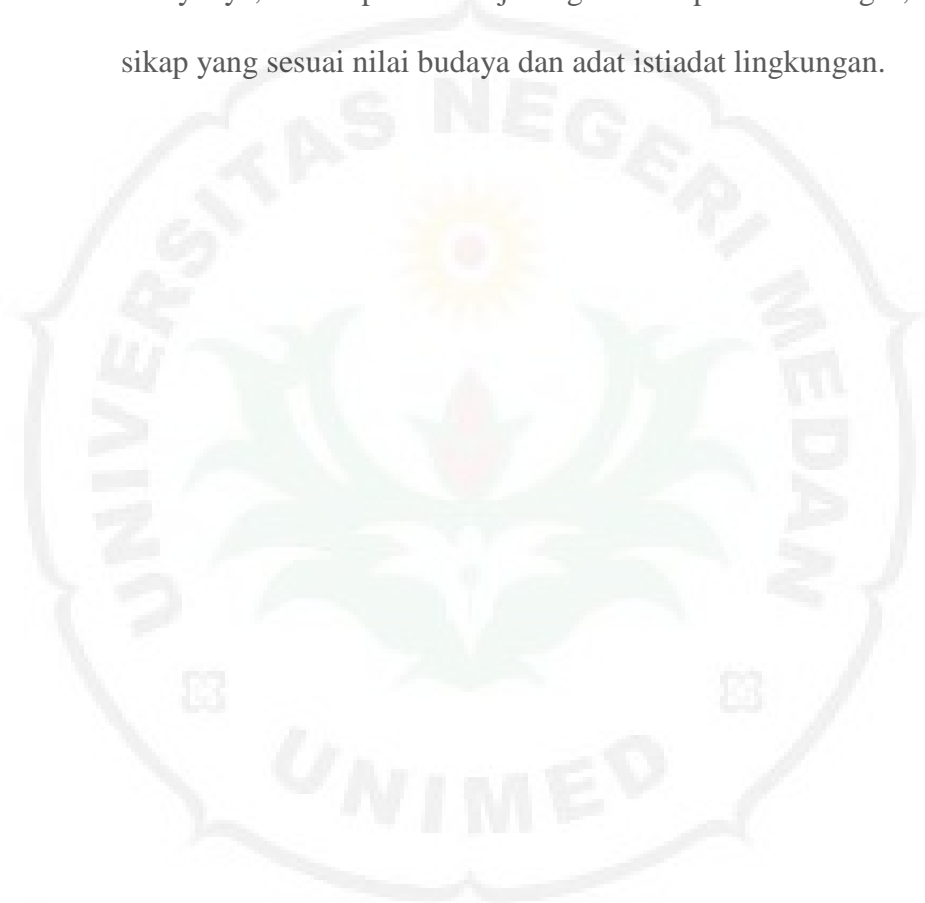 sikap yang sesuai nilai budaya dan adat istiadat lingkungan.
UNIVERSITAS NEGERI MEDAN
UNIMED